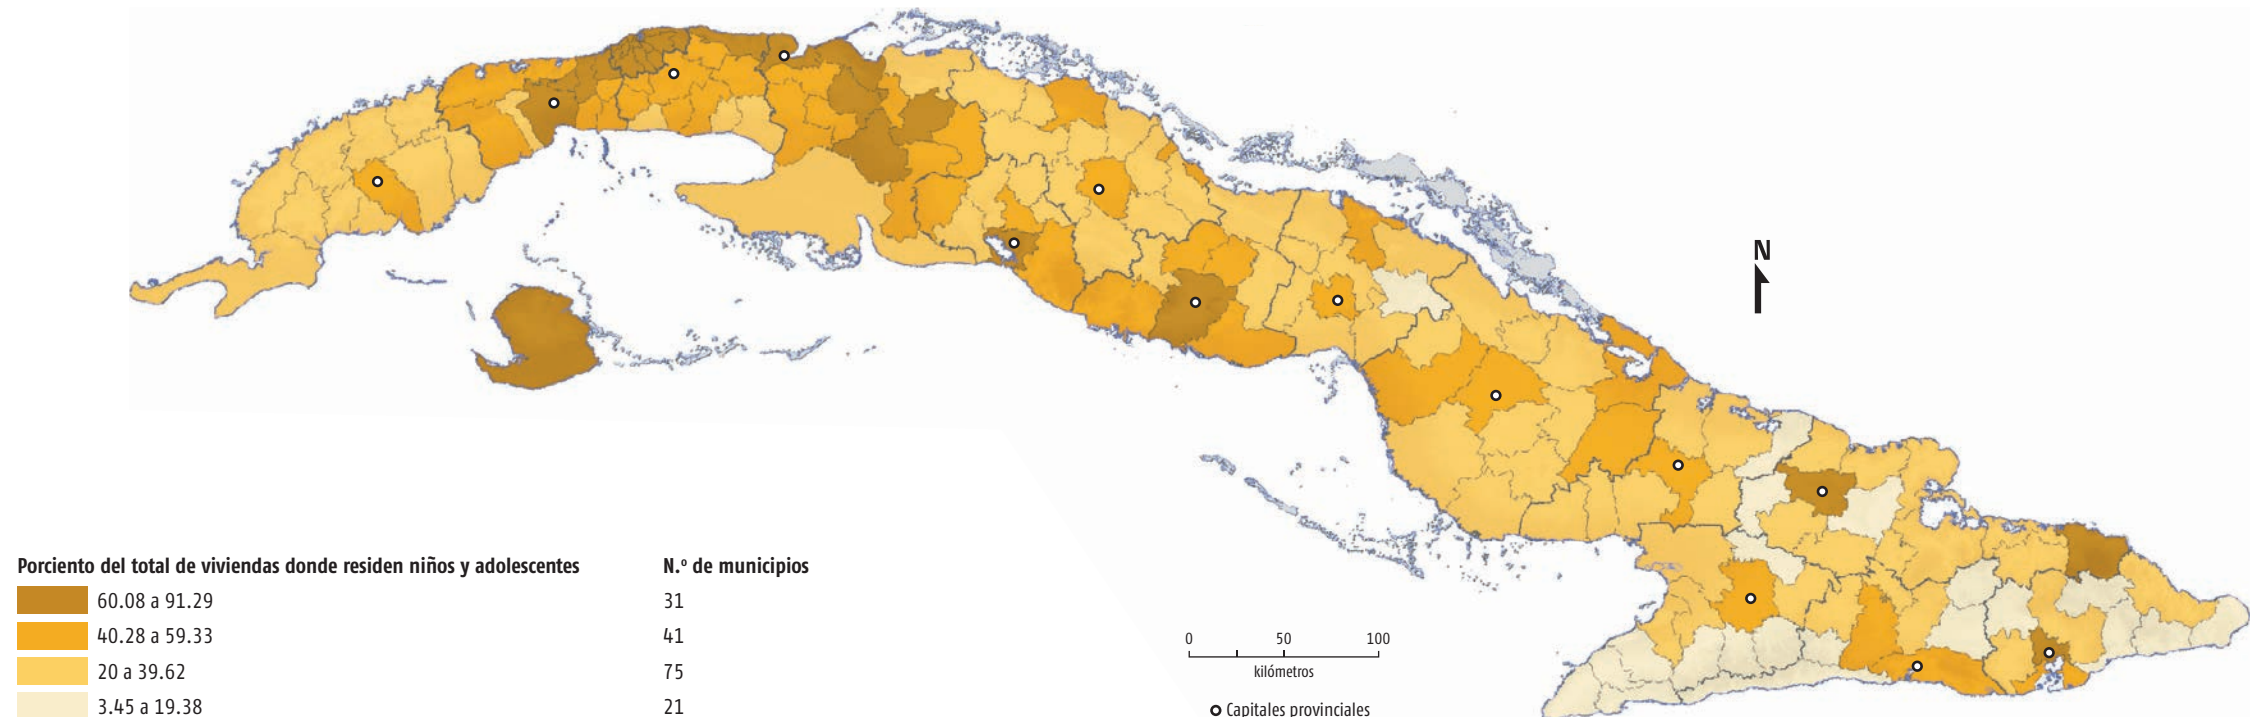 N
Porciento del total de viviendas donde residen niños y adolescentes N.º de municipios
60.08 a 91.29 31
40.28 a 59.33 41
20 a 39.62 75
3.45 a 19.38 21
0 50 100
kilómetros
Capitales provinciales